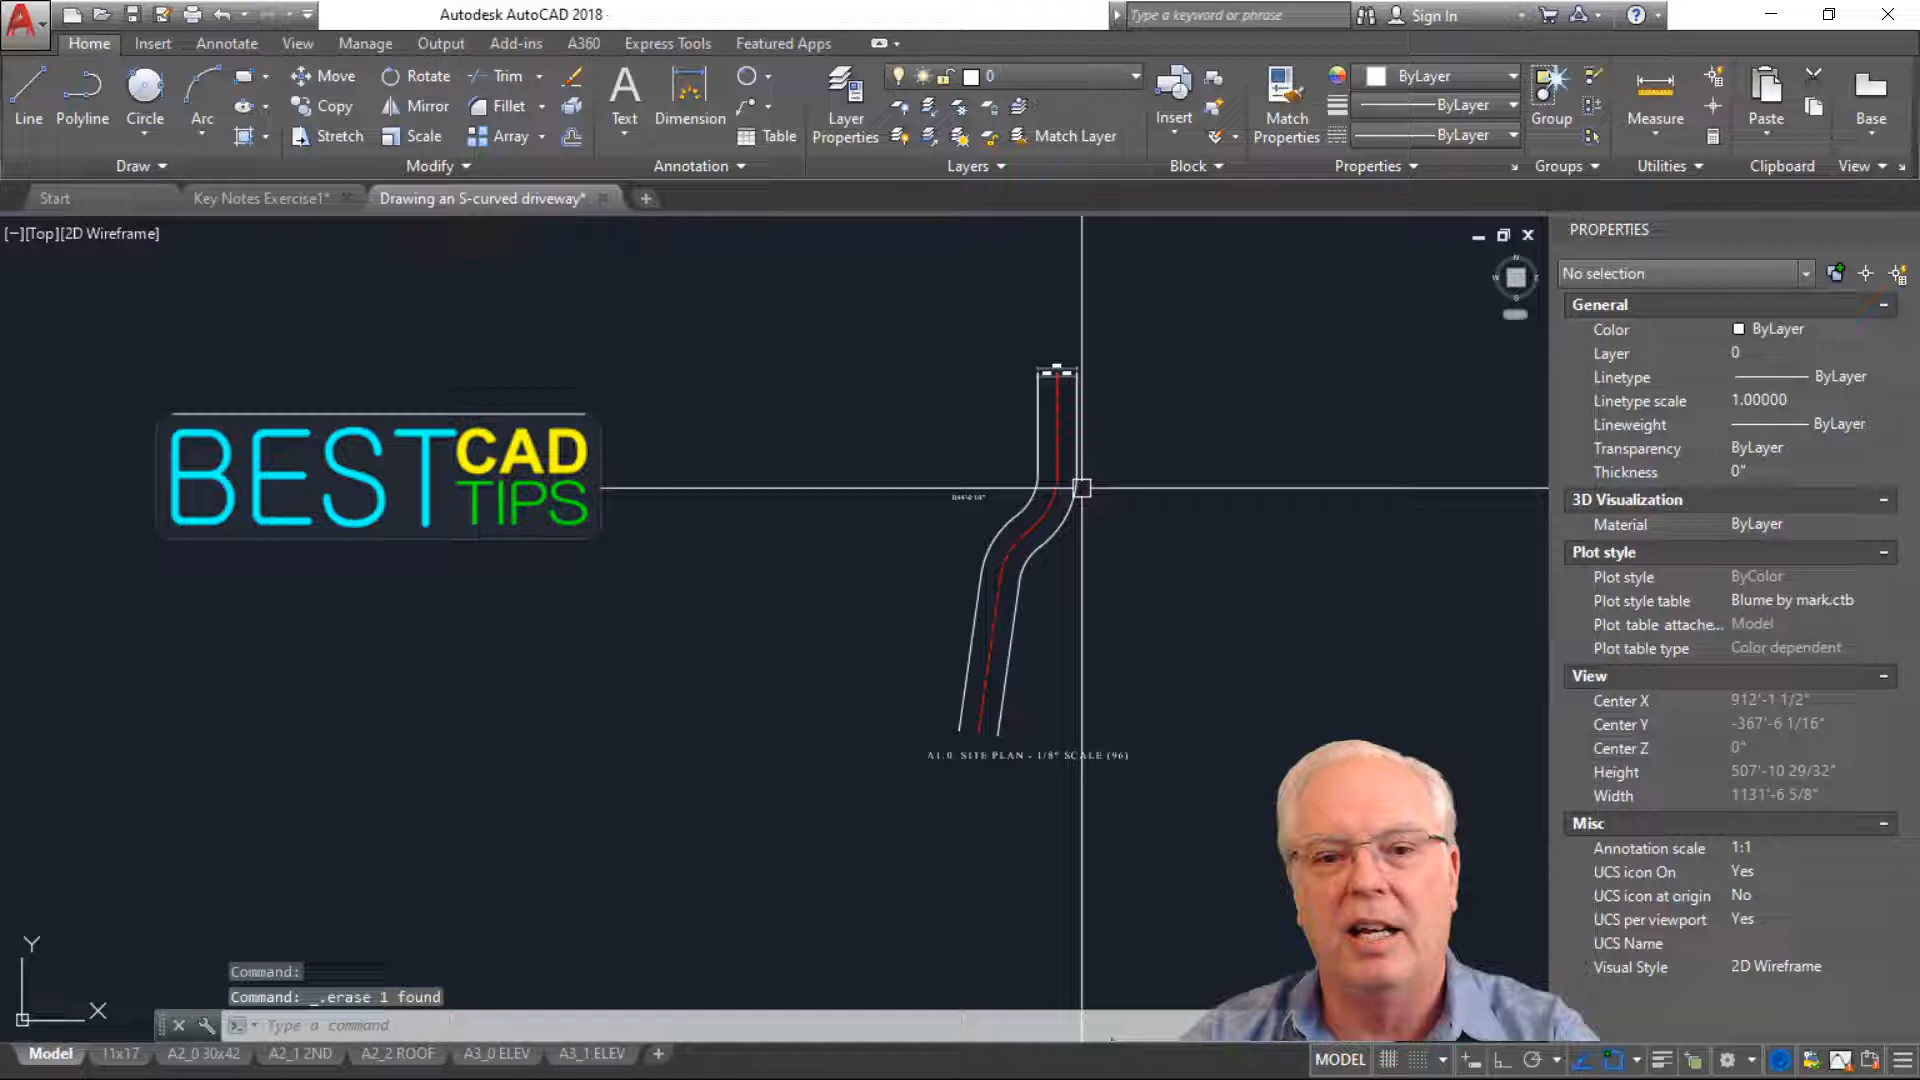 Autodesk AutoCAD 2018
Type a keyword or phrase
Sign In
Home
Insert
Annotate
View
Manage
Output
Add-ins
A360
Express Tools
Featured Apps
Line
Polyline
Circle
Arc
Move
Copy
Stretch
Rotate
Mirror
Scale
Trim
Fillet
Array
Text
Dimension
Table
Layer
Properties
0
Match Layer
Insert
Match
Properties
ByLayer
ByLayer
ByLayer
Group
Measure
Paste
Base
Draw
Modify
Annotation
Layers
Block
Properties
Groups
Utilities
Clipboard
View
Start
Key Notes Exercise1*
Drawing an S-curved driveway*
[−][Top][2D Wireframe]
BEST CAD
TIPS
A1.0 SITE PLAN - 1/8" SCALE (96)
PROPERTIES
No selection
General
Color ByLayer
Layer 0
Linetype ByLayer
Linetype scale 1.00000
Lineweight ByLayer
Transparency ByLayer
Thickness 0"
3D Visualization
Material ByLayer
Plot style
Plot style ByColor
Plot style table Blume by mark.ctb
Plot table attache... Model
Plot table type Color dependent
View
Center X 912'-1 1/2"
Center Y -367'-6 1/16"
Center Z 0"
Height 507'-10 29/32"
Width 1131'-6 5/8"
Misc
Annotation scale 1:1
UCS icon On Yes
UCS icon at origin No
UCS per viewport Yes
UCS Name
Visual Style 2D Wireframe
Y
X
Command:
Command: _.erase 1 found
Type a command
Model
11x17
A2_0 30x42
A2_1 2ND
A2_2 ROOF
A3_0 ELEV
A3_1 ELEV
MODEL